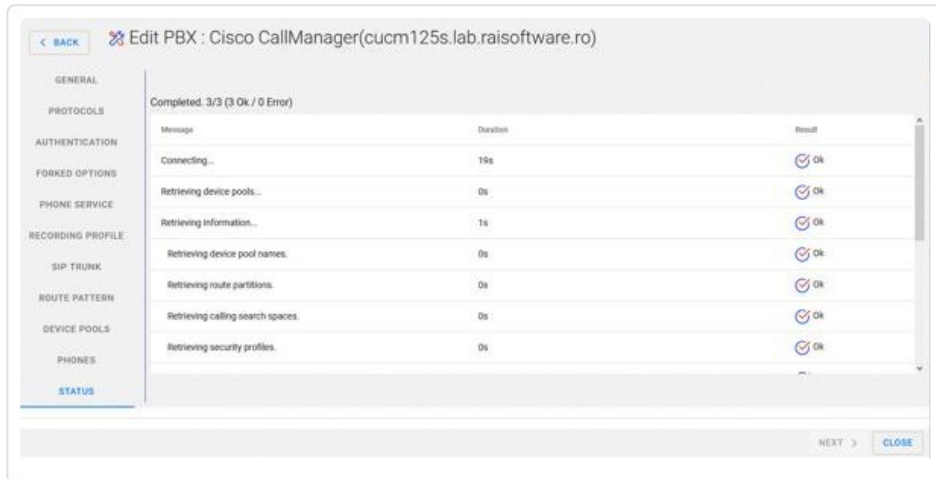 < BACK
Edit PBX : Cisco CallManager(cucm125s.lab.raisoftware.ro)
GENERAL
PROTOCOLS
AUTHENTICATION
FORKED OPTIONS
PHONE SERVICE
RECORDING PROFILE
SIP TRUNK
ROUTE PATTERN
DEVICE POOLS
PHONES
STATUS
Completed. 3/3 (3 Ok / 0 Error)
Message Duration Result
Connecting... 19s Ok
Retrieving device pools... 0s Ok
Retrieving information... 1s Ok
Retrieving device pool names. 0s Ok
Retrieving route partitions. 0s Ok
Retrieving calling search spaces. 0s Ok
Retrieving security profiles. 0s Ok
NEXT > CLOSE